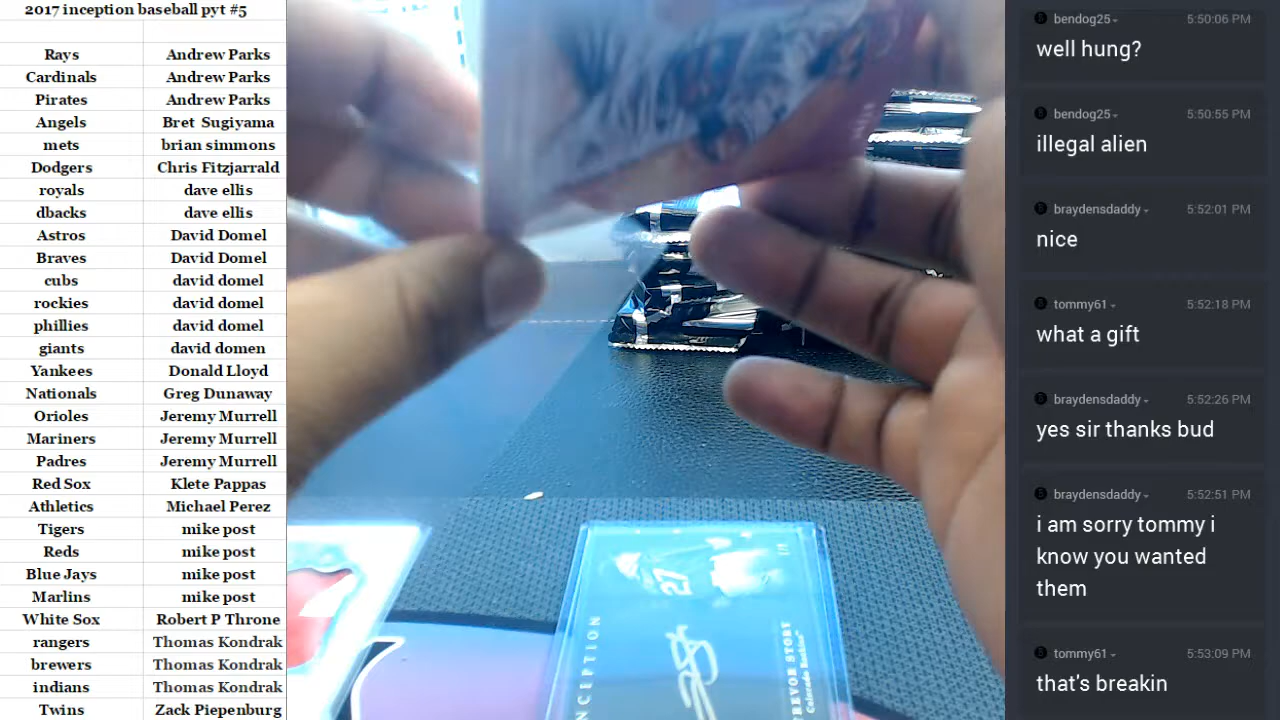 2017 inception baseball pyt #5
Rays Andrew Parks
Cardinals Andrew Parks
Pirates Andrew Parks
Angels Bret Sugiyama
mets brian simmons
Dodgers Chris Fitzjarrald
royals dave ellis
dbacks dave ellis
Astros David Domel
Braves David Domel
cubs david domel
rockies david domel
phillies david domel
giants david domen
Yankees Donald Lloyd
Nationals Greg Dunaway
Orioles Jeremy Murrell
Mariners Jeremy Murrell
Padres Jeremy Murrell
Red Sox Klete Pappas
Athletics Michael Perez
Tigers mike post
Reds mike post
Blue Jays mike post
Marlins mike post
White Sox Robert P Throne
rangers Thomas Kondrak
brewers Thomas Kondrak
indians Thomas Kondrak
Twins Zack Piepenburg
27
NCEPTION
TREVOR STORY
Colorado Rockies
bendog25 5:50:06 PM
well hung?
bendog25 5:50:55 PM
illegal alien
braydensdaddy 5:52:01 PM
nice
tommy61 5:52:18 PM
what a gift
braydensdaddy 5:52:26 PM
yes sir thanks bud
braydensdaddy 5:52:51 PM
i am sorry tommy i
know you wanted
them
tommy61 5:53:09 PM
that's breakin